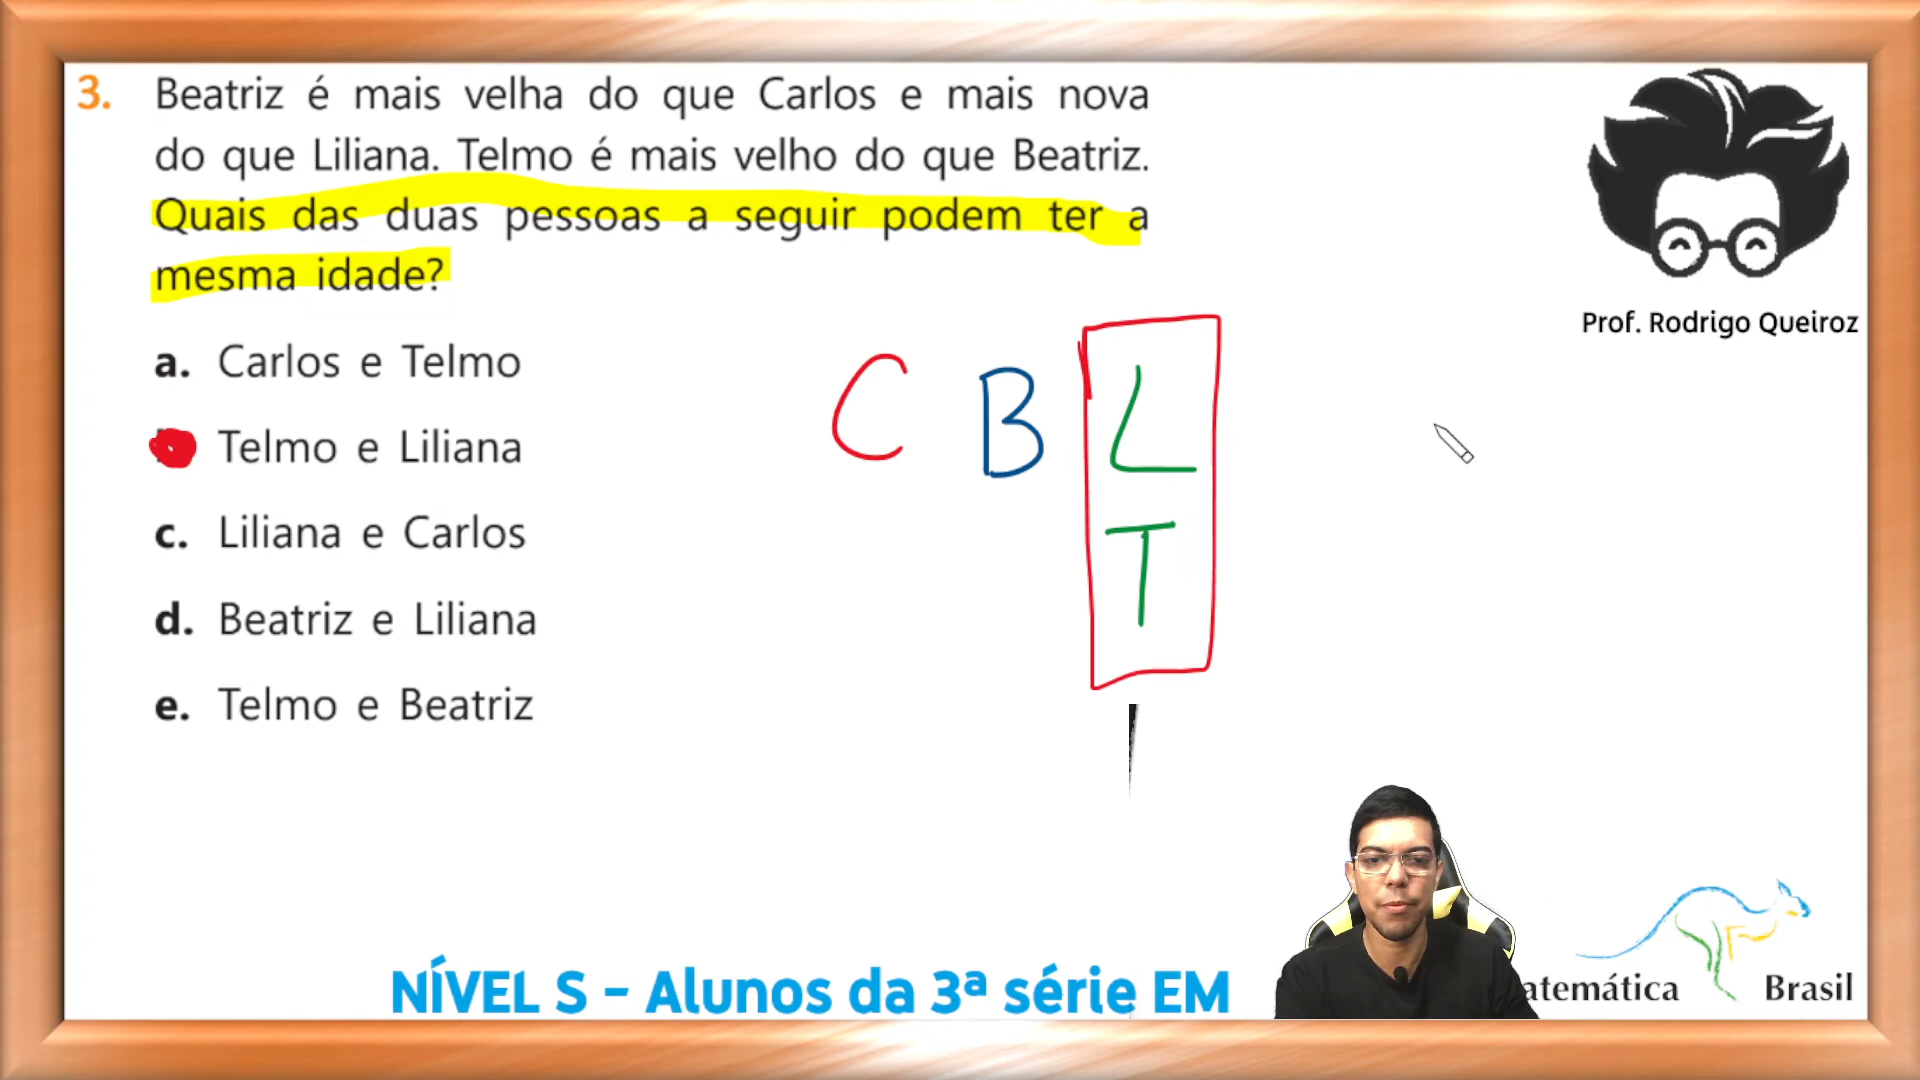 3. Beatriz é mais velha do que Carlos e mais nova
do que Liliana. Telmo é mais velho do que Beatriz.
Quais das duas pessoas a seguir podem ter a
mesma idade?
a. Carlos e Telmo
Telmo e Liliana
c. Liliana e Carlos
d. Beatriz e Liliana
e. Telmo e Beatriz
C B L
T
Prof. Rodrigo Queiroz
NÍVEL S - Alunos da 3ª série EM
atemática Brasil